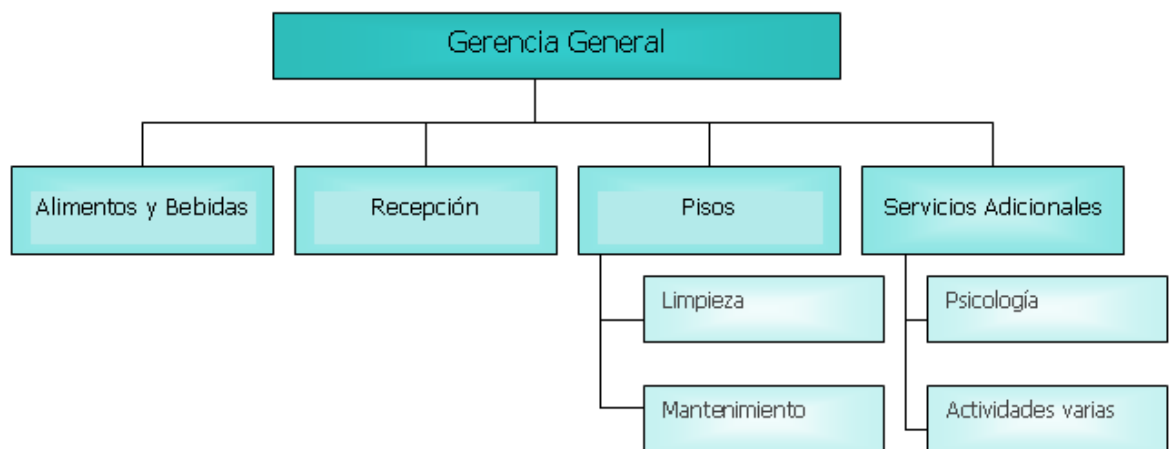 Gerencia General
Alimentos y Bebidas
Recepción
Pisos
Servicios Adicionales
Limpieza
Psicología
Mantenimiento
Actividades varias